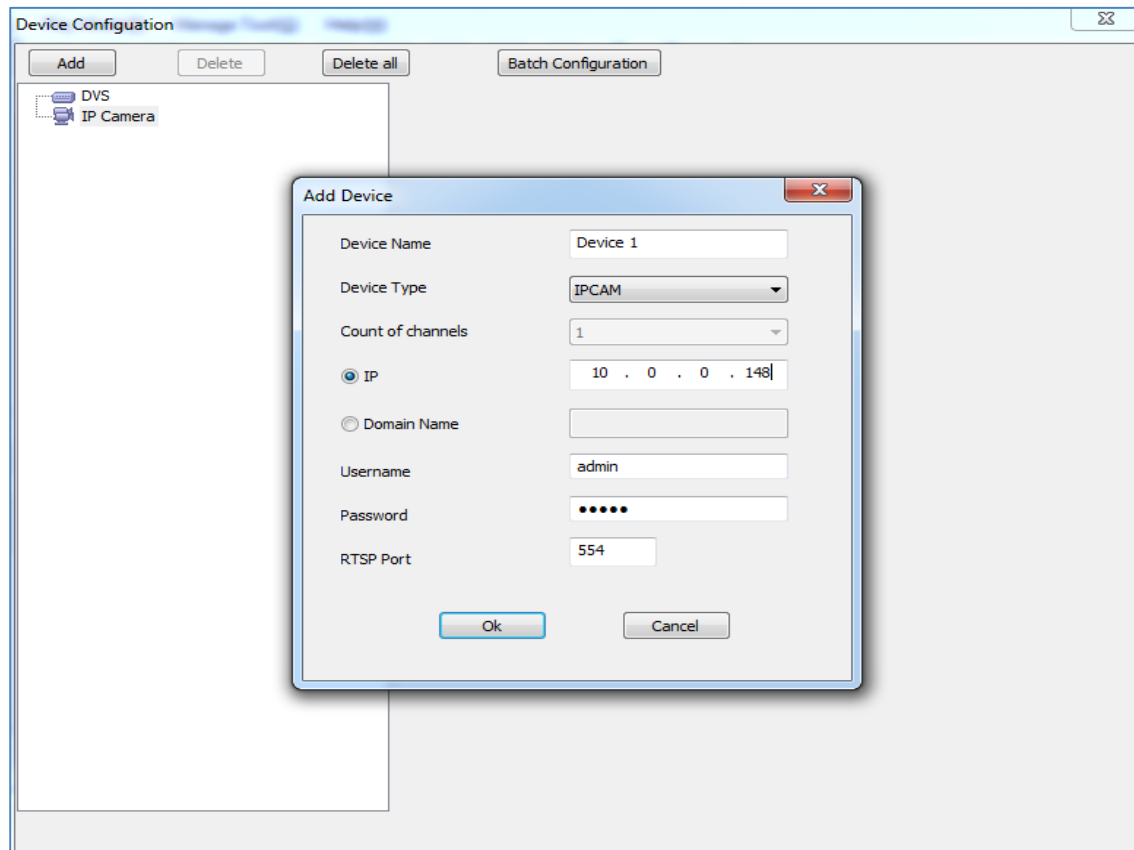 Device Configuation
Add Delete Delete all Batch Configuration
DVS
IP Camera
Add Device
Device Name Device 1
Device Type IPCAM
Count of channels 1
IP 10 . 0 . 0 . 148
Domain Name
Username admin
Password •••••
RTSP Port 554
Ok Cancel